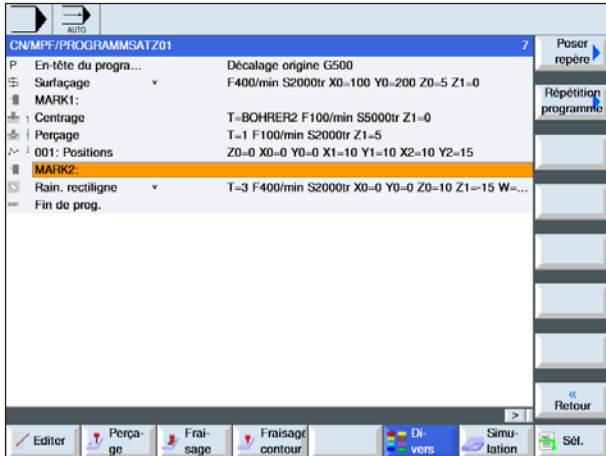 AUTO
CN/MPF/PROGRAMMSATZ01 7
P En-tête du progra... Décalage origine G500
Surfaçage v F400/min S2000tr X0=100 Y0=200 Z0=5 Z1=0
MARK1:
Centrage T=BOHRER2 F100/min S5000tr Z1=0
Perçage T=1 F100/min S2000tr Z1=5
001: Positions Z0=0 X0=0 Y0=0 X1=10 Y1=10 X2=10 Y2=15
MARK2:
Rain. rectiligne v T=3 F400/min S2000tr X0=0 Y0=0 Z0=10 Z1=-15 W=...
END Fin de prog.
Poser
repère
Répétition
programme
«
Retour
>
Editer
Perça-
ge
Frai-
sage
Fraisage
contour
Di-
vers
Simu-
lation
Sél.